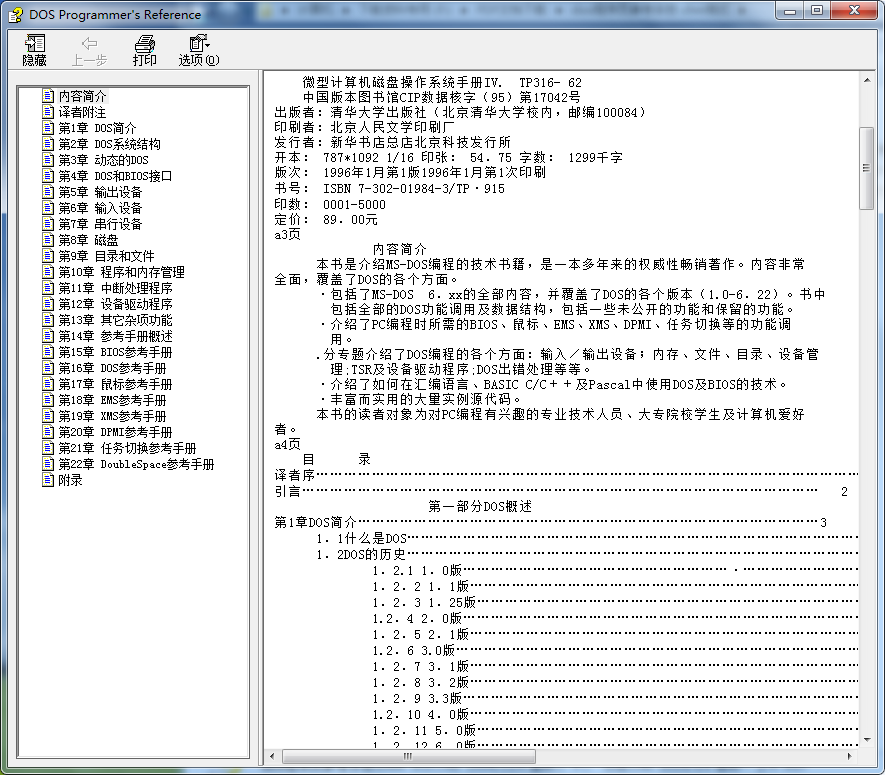 DOS Programmer's Reference
隐藏
上一步
打印
选项(O)
内容简介
译者附注
第1章 DOS简介
第2章 DOS系统结构
第3章 动态的DOS
第4章 DOS和BIOS接口
第5章 输出设备
第6章 输入设备
第7章 串行设备
第8章 磁盘
第9章 目录和文件
第10章 程序和内存管理
第11章 中断处理程序
第12章 设备驱动程序
第13章 其它杂项功能
第14章 参考手册概述
第15章 BIOS参考手册
第16章 DOS参考手册
第17章 鼠标参考手册
第18章 EMS参考手册
第19章 XMS参考手册
第20章 DPMI参考手册
第21章 任务切换参考手册
第22章 DoubleSpace参考手册
附录
微型计算机磁盘操作系统手册IV. TP316- 62
中国版本图书馆CIP数据核字(95)第17042号
出版者: 清华大学出版社(北京清华大学校内, 邮编100084)
印刷者: 北京人民文学印刷厂
发行者: 新华书店总店北京科技发行所
开本: 787*1092 1/16 印张: 54. 75 字数: 1299千字
版次: 1996年1月第1版1996年1月第1次印刷
书号: ISBN 7-302-01984-3/TP·915
印数: 0001-5000
定价: 89. 00元
a3页
内容简介
本书是介绍MS-DOS编程的技术书籍, 是一本多年来的权威性畅销著作。内容非常
全面, 覆盖了DOS的各个方面。
·包括了MS-DOS 6. xx的全部内容, 并覆盖了DOS的各个版本(1.0-6. 22)。书中
包括全部的DOS功能调用及数据结构, 包括一些未公开的功能和保留的功能。
·介绍了PC编程时所需的BIOS、鼠标、EMS、XMS、DPMI、任务切换等的功能调
用。
.分专题介绍了DOS编程的各个方面: 输入/输出设备; 内存、文件、目录、设备管
理;TSR及设备驱动程序;DOS出错处理等等。
·介绍了如何在汇编语言、BASIC C/C++及Pascal中使用DOS及BIOS的技术。
·丰富而实用的大量实例源代码。
本书的读者对象为对PC编程有兴趣的专业技术人员、大专院校学生及计算机爱好
者。
a4页
目 录
译者序……………………………………
引言…………………………………… 2
第一部分DOS概述
第1章DOS简介……………………………………3
1. 1什么是DOS……………………………………
1. 2DOS的历史……………………………………
1. 2.1 1. 0版……………………………………
1. 2. 2 1. 1版……………………………………
1. 2. 3 1. 25版……………………………………
1.2. 4 2. 0版……………………………………
1. 2. 5 2. 1版……………………………………
1.2. 6 3.0版……………………………………
1. 2. 7 3. 1版……………………………………
1. 2. 8 3. 2版……………………………………
1. 2. 9 3.3版……………………………………
1.2. 10 4. 0版……………………………………
1. 2. 11 5. 0版……………………………………
1. 2. 12 6. 0版……………………………………